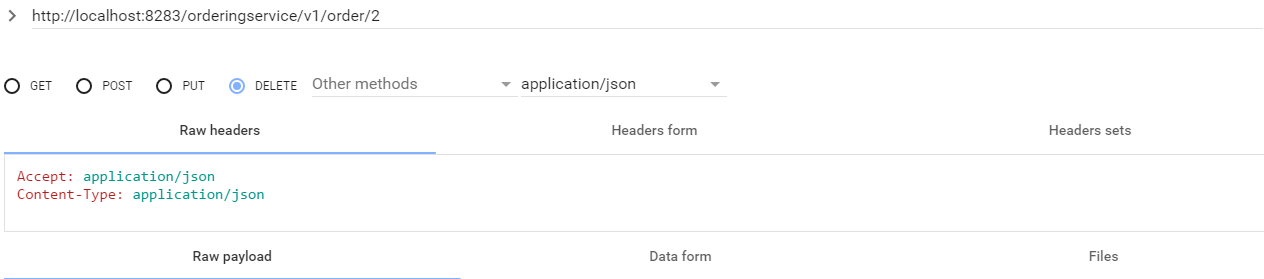 http://localhost:8283/orderingservice/v1/order/2
GET POST PUT DELETE Other methods application/json
Raw headers Headers form Headers sets
Accept: application/json
Content-Type: application/json
Raw payload Data form Files